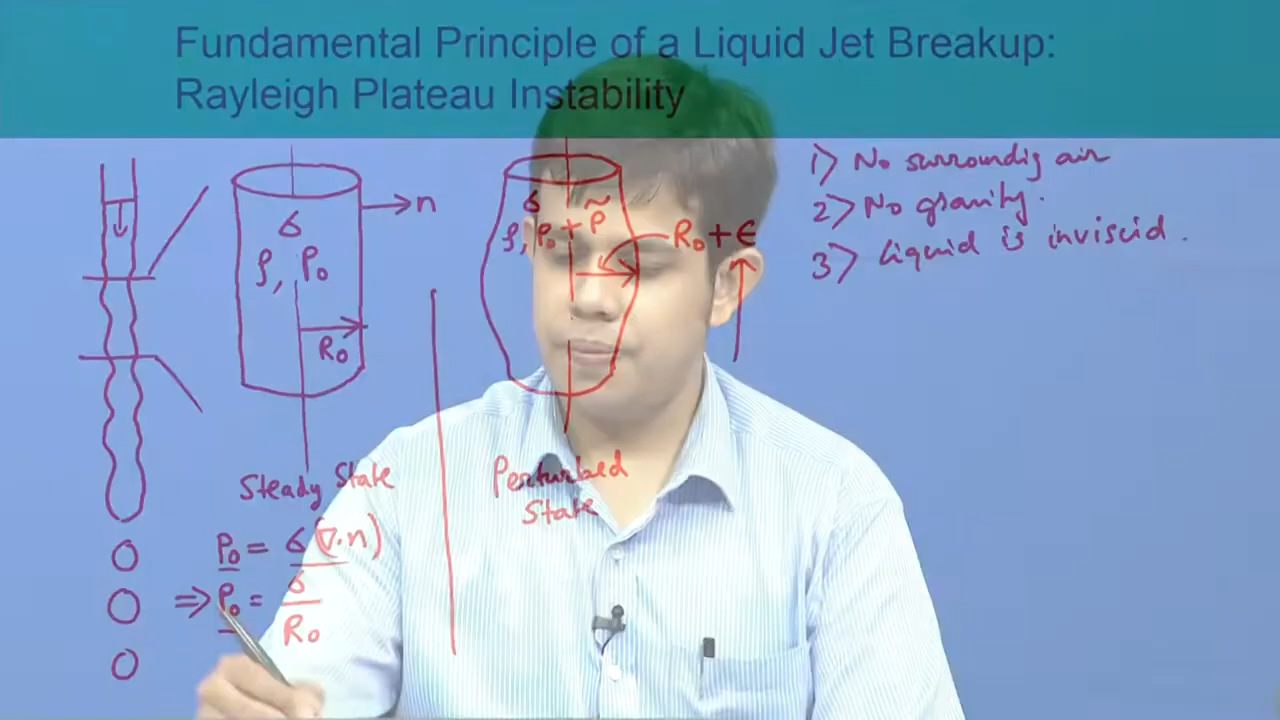 Fundamental Principle of a Liquid Jet Breakup:
Rayleigh Plateau Instability
1) No surroundig air
2) No gravity.
3) Liquid is inviscid.
n
σ
ρ, P₀
R₀
σ
ρ, P₀ + P̃
R₀ + ϵ
Steady State
Perturbed
State
P₀ = σ (∇·n)
⇒ P₀ = σ / R₀